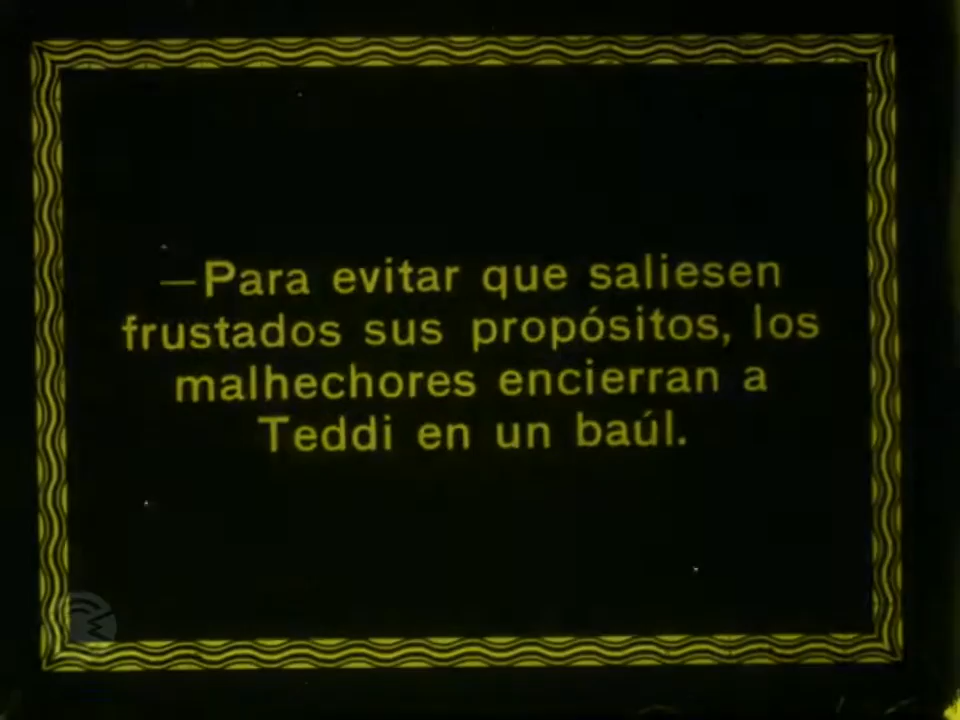 —Para evitar que saliesen
frustados sus propósitos, los
malhechores encierran a
Teddi en un baúl.